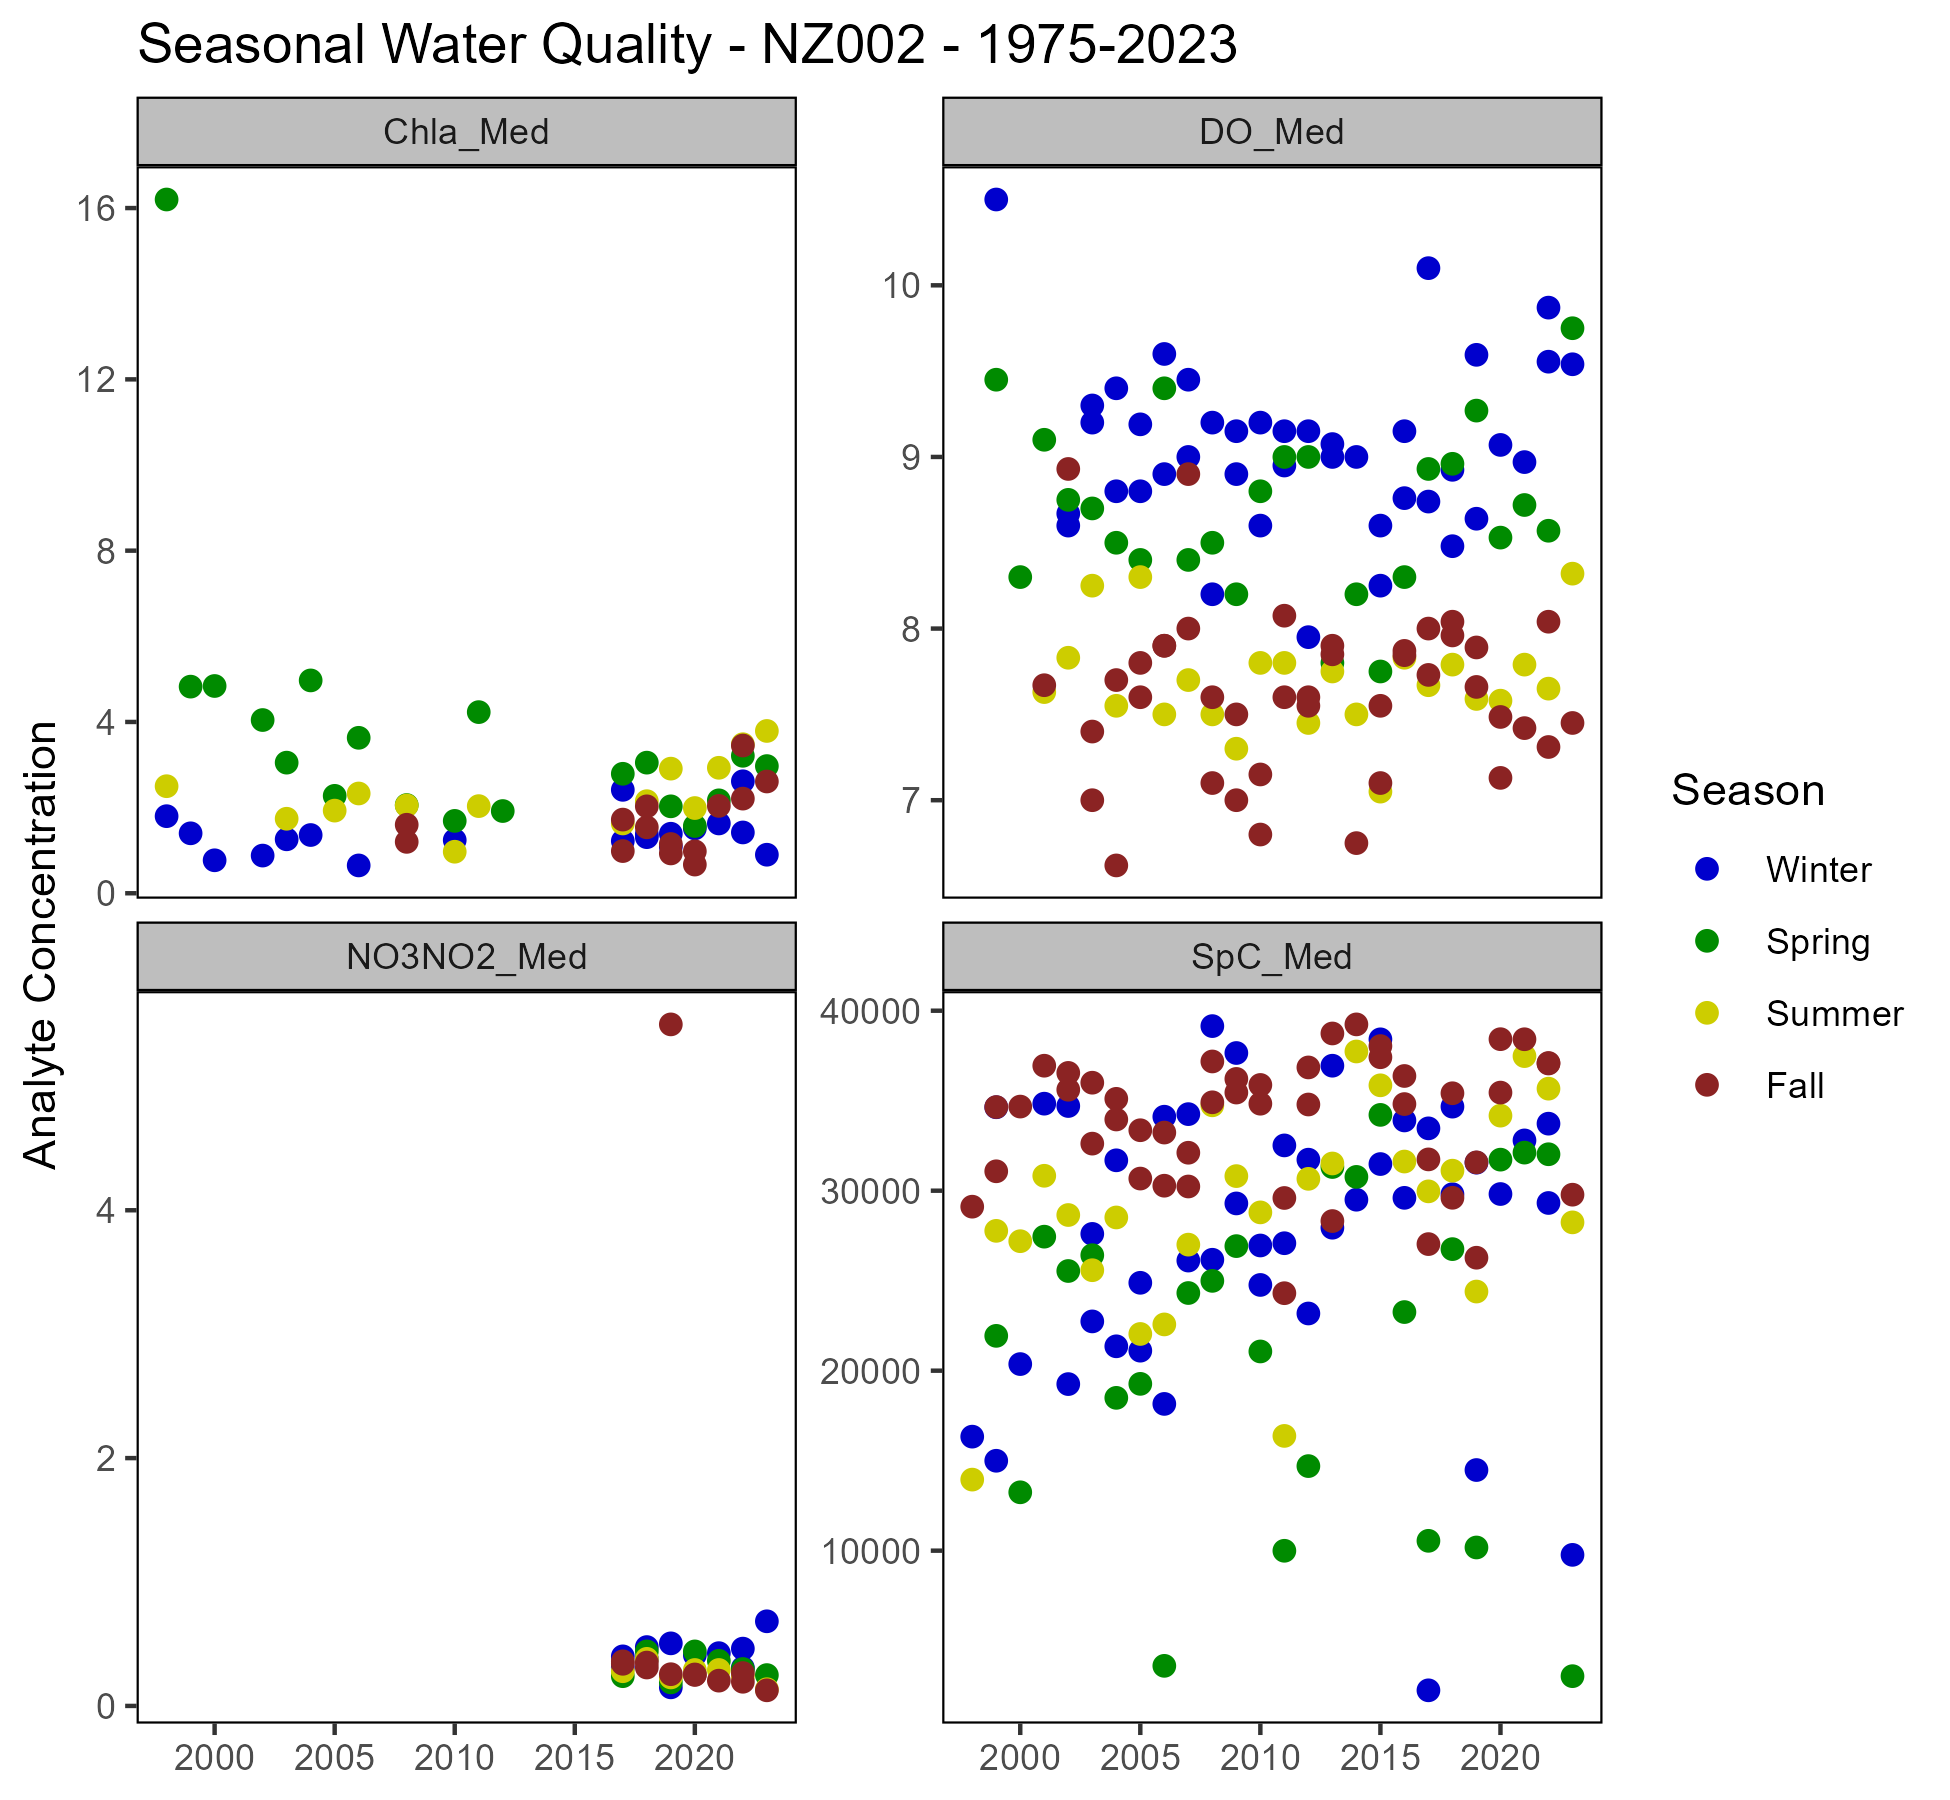 Seasonal Water Quality - NZ002 - 1975-2023
Chla_Med
DO_Med
16
12
8
4
0
10
9
8
7
NO3NO2_Med
SpC_Med
4
2
0
40000
30000
20000
10000
2000 2005 2010 2015 2020
2000 2005 2010 2015 2020
Analyte Concentration
Season
Winter
Spring
Summer
Fall